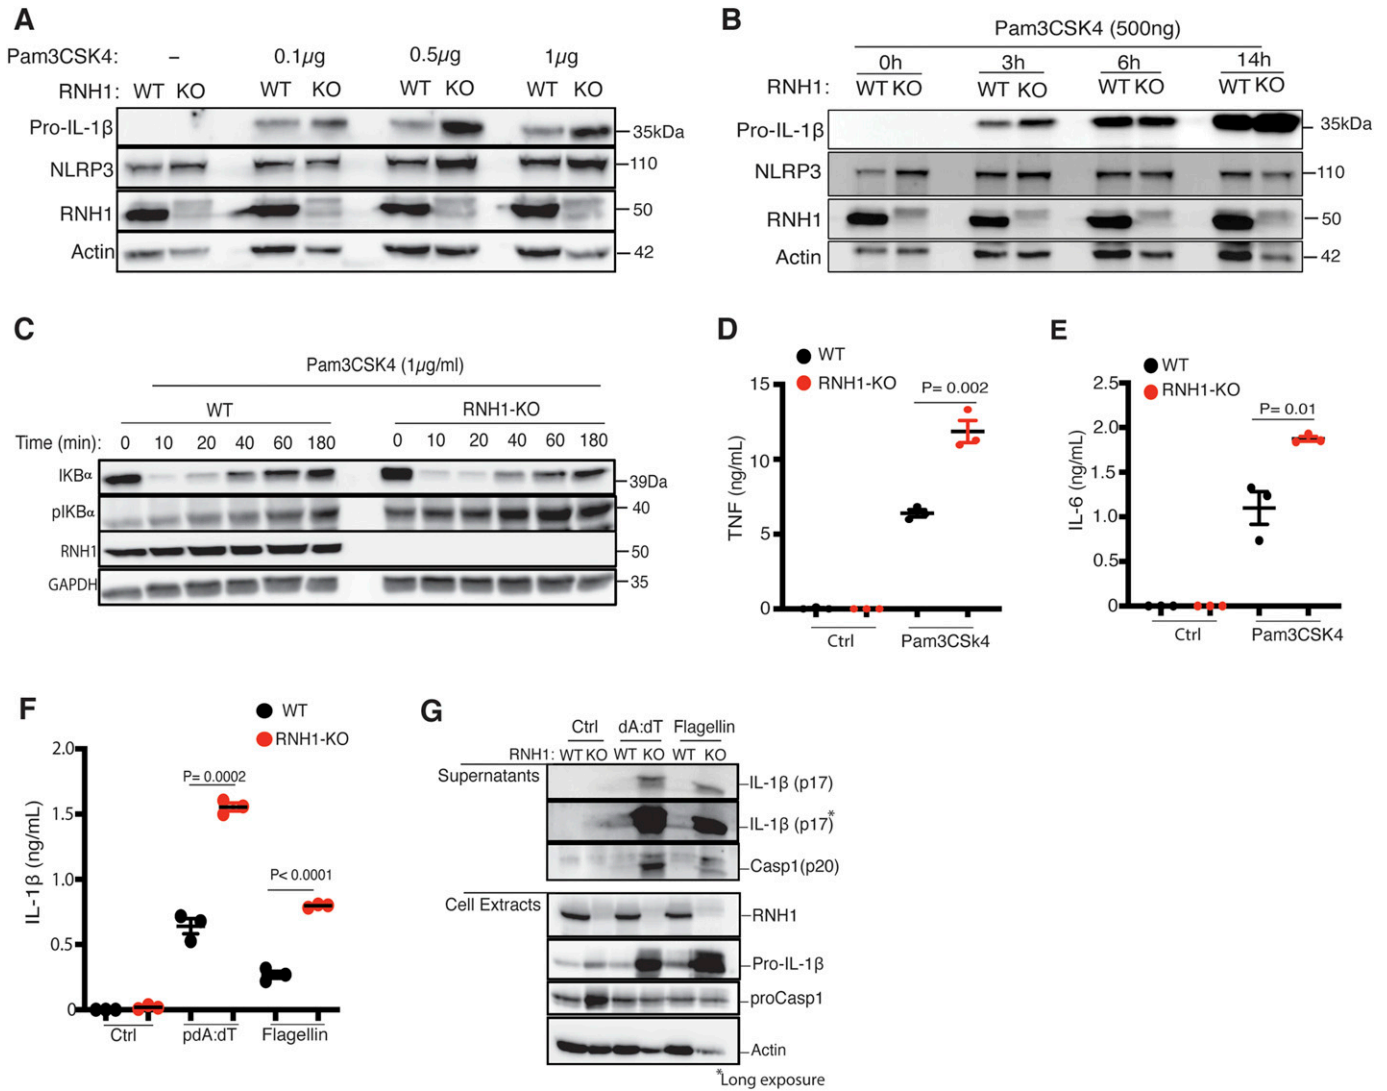 A
Pam3CSK4: – 0.1µg 0.5µg 1µg
RNH1: WT KO WT KO WT KO WT KO
Pro-IL-1β
35kDa
NLRP3
110
RNH1
50
Actin
42
B
Pam3CSK4 (500ng)
0h 3h 6h 14h
RNH1: WT KO WT KO WT KO WT KO
Pro-IL-1β
35kDa
NLRP3
110
RNH1
50
Actin
42
C
Pam3CSK4 (1µg/ml)
WT RNH1-KO
Time (min): 0 10 20 40 60 180 0 10 20 40 60 180
IKBα
39Da
pIKBα
40
RNH1
50
GAPDH
35
D
WT
RNH1-KO
P= 0.002
TNF (ng/mL)
15
10
5
0
Ctrl Pam3CSk4
E
WT
RNH1-KO
P= 0.01
IL-6 (ng/mL)
2.5
2.0
1.5
1.0
0.5
0
Ctrl Pam3CSK4
F
WT
RNH1-KO
P= 0.0002
P< 0.0001
IL-1β (ng/mL)
2.0
1.5
1.0
0.5
0
Ctrl pdA:dT Flagellin
G
Ctrl dA:dT Flagellin
RNH1: WT KO WT KO WT KO
Supernatants
IL-1β (p17)
IL-1β (p17)*
Casp1(p20)
Cell Extracts
RNH1
Pro-IL-1β
proCasp1
Actin
*Long exposure